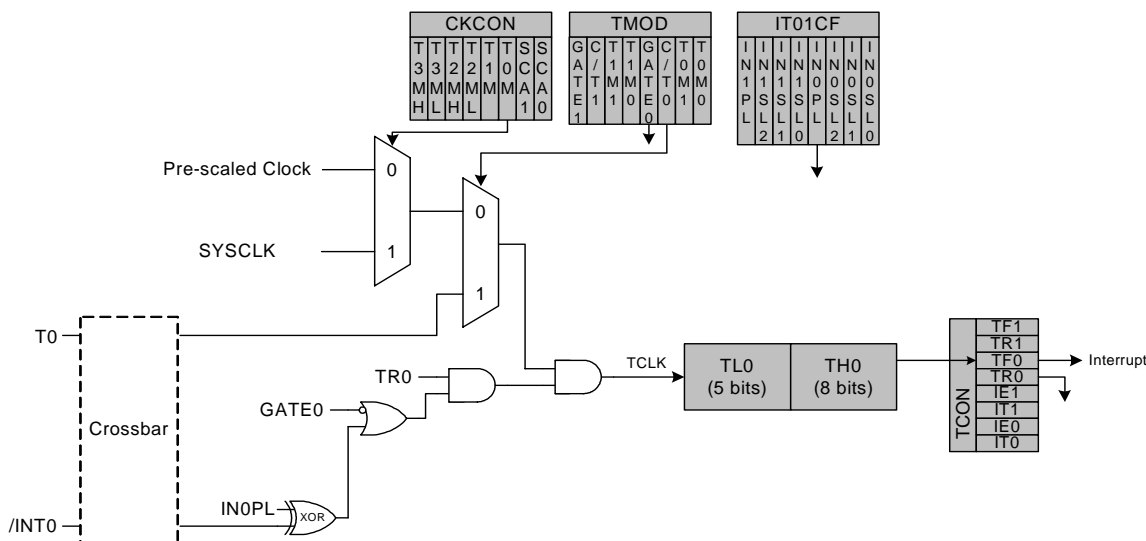 CKCON
TMOD
IT01CF
T3MH
T3ML
T2MH
T2ML
T1M
T0M
SCA1
SCA0
GATE1
C/T1
T1M1
T1M0
GATE0
C/T0
T0M1
T0M0
IN1PL
IN1SL2
IN1SL1
IN1SL0
IN0PL
IN0SL2
IN0SL1
IN0SL0
Pre-scaled Clock
0
SYSCLK
1
0
1
T0
Crossbar
/INT0
TR0
GATE0
IN0PL
XOR
TCLK
TL0
(5 bits)
TH0
(8 bits)
TCON
TF1
TR1
TF0
TR0
IE1
IT1
IE0
IT0
Interrupt